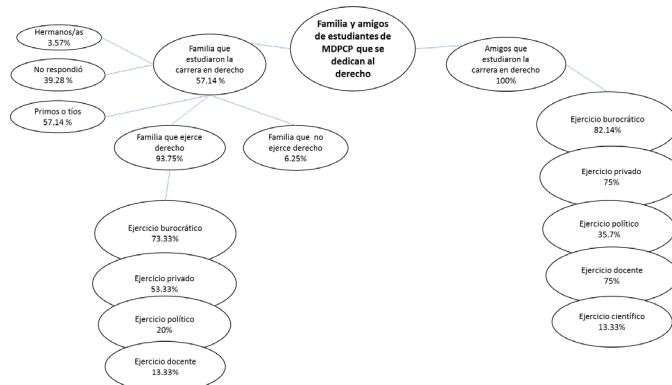 Familia y amigos
de estudiantes de
MDPCP que se
dedican al
derecho
Hermanos/as
3.57%
No respondió
39.28 %
Primos o tíos
57.14 %
Familia que
estudiaron la
carrera en derecho
57.14 %
Familia que ejerce
derecho
93.75%
Familia que no
ejerce derecho
6.25%
Ejercicio burocrático
73.33%
Ejercicio privado
53.33%
Ejercicio político
20%
Ejercicio docente
13.33%
Amigos que
estudiaron la
carrera en derecho
100%
Ejercicio burocrático
82.14%
Ejercicio privado
75%
Ejercicio político
35.7%
Ejercicio docente
75%
Ejercicio científico
13.33%